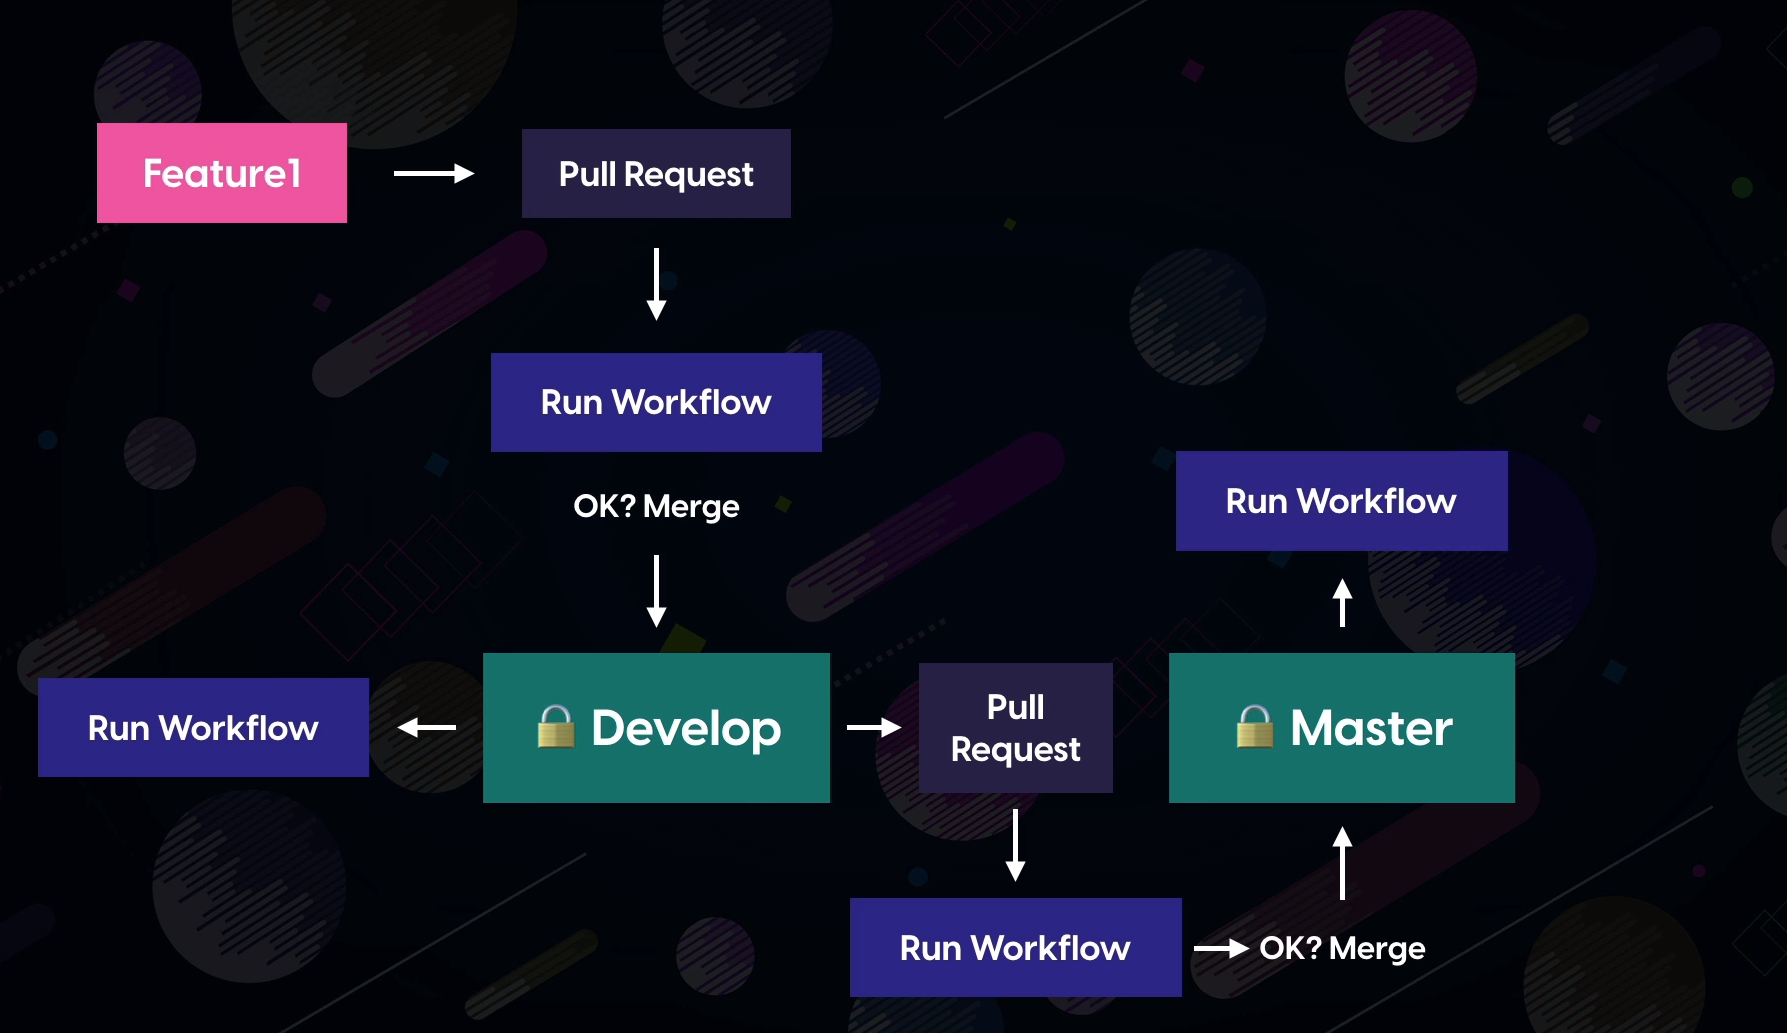 Feature1
Pull Request
Run Workflow
OK? Merge
Run Workflow
Run Workflow
🔒 Develop
Pull
Request
🔒 Master
Run Workflow
OK? Merge